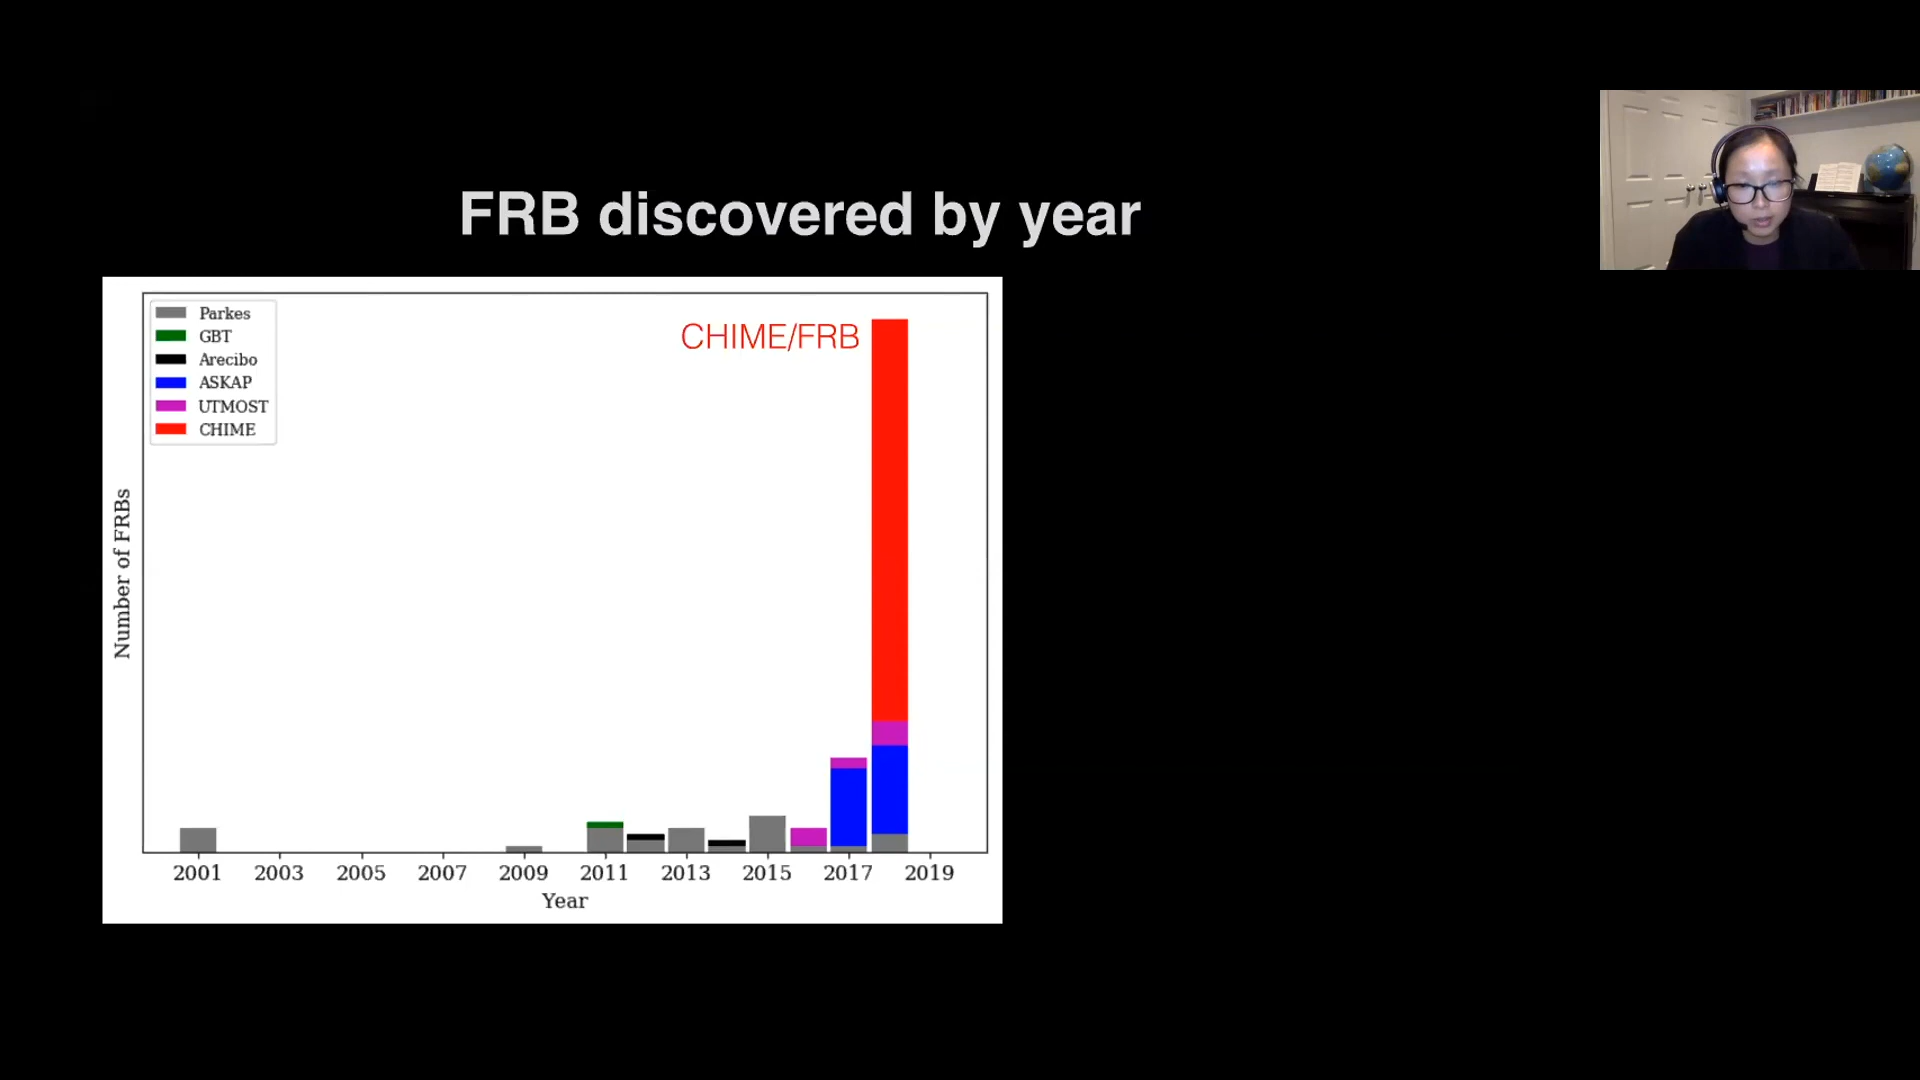 FRB discovered by year
Parkes
GBT
Arecibo
ASKAP
UTMOST
CHIME
CHIME/FRB
Number of FRBs
2001 2003 2005 2007 2009 2011 2013 2015 2017 2019
Year